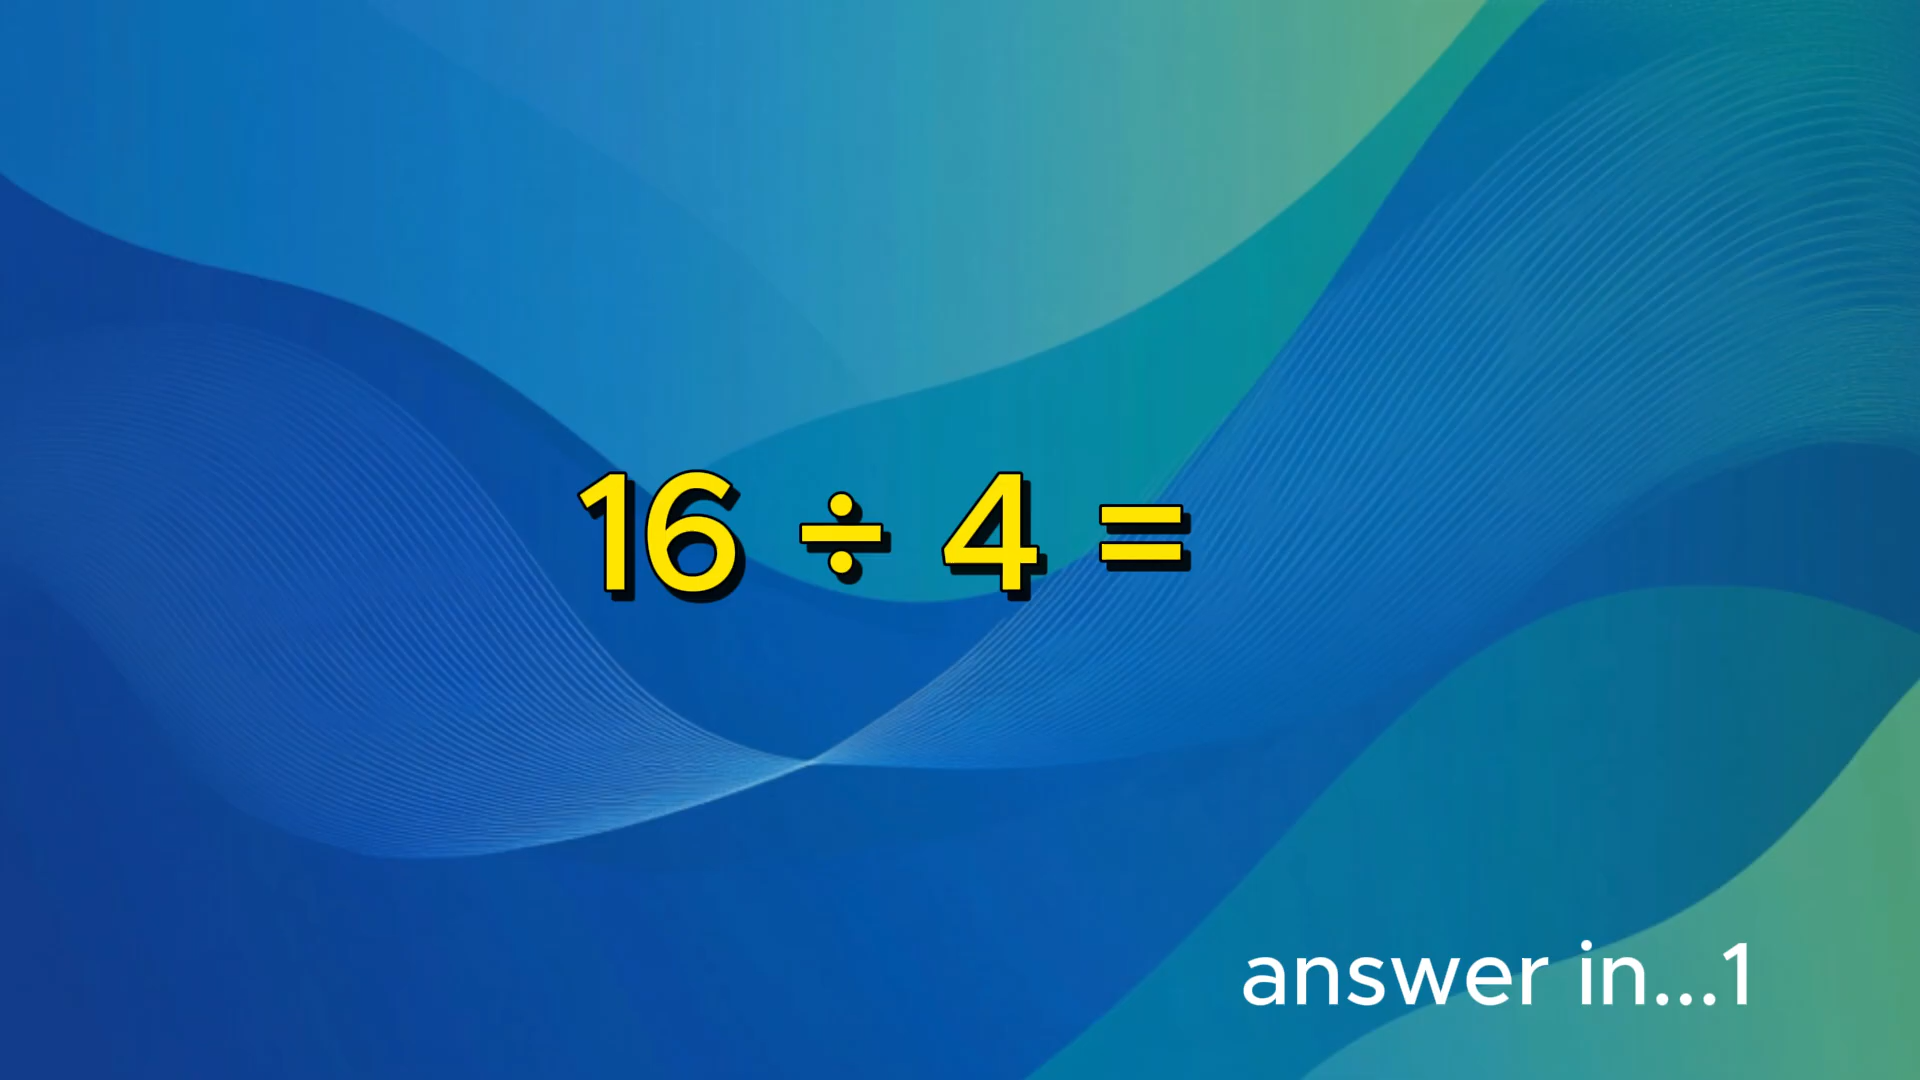 16 ÷ 4 =
answer in...1